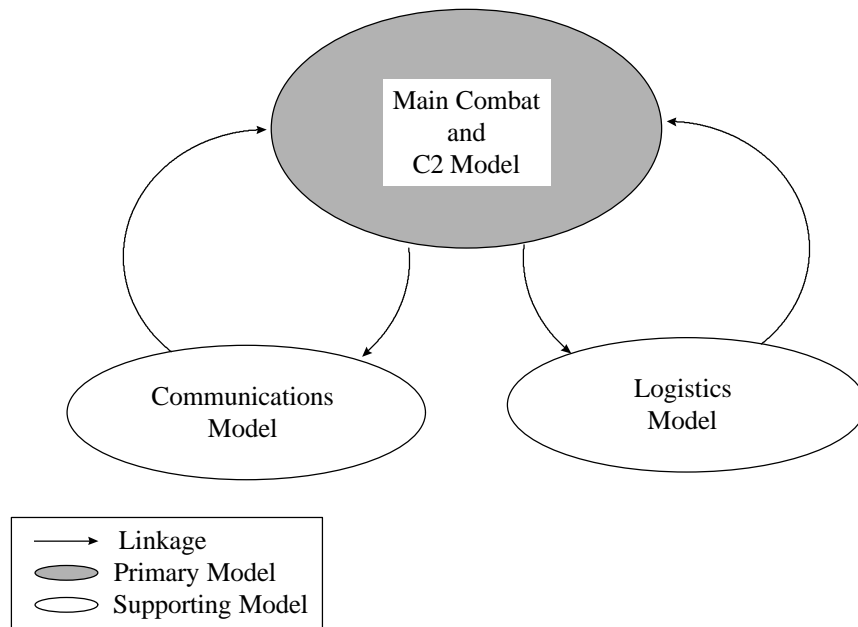 Main Combat
and
C2 Model
Communications
Model
Logistics
Model
Linkage
Primary Model
Supporting Model